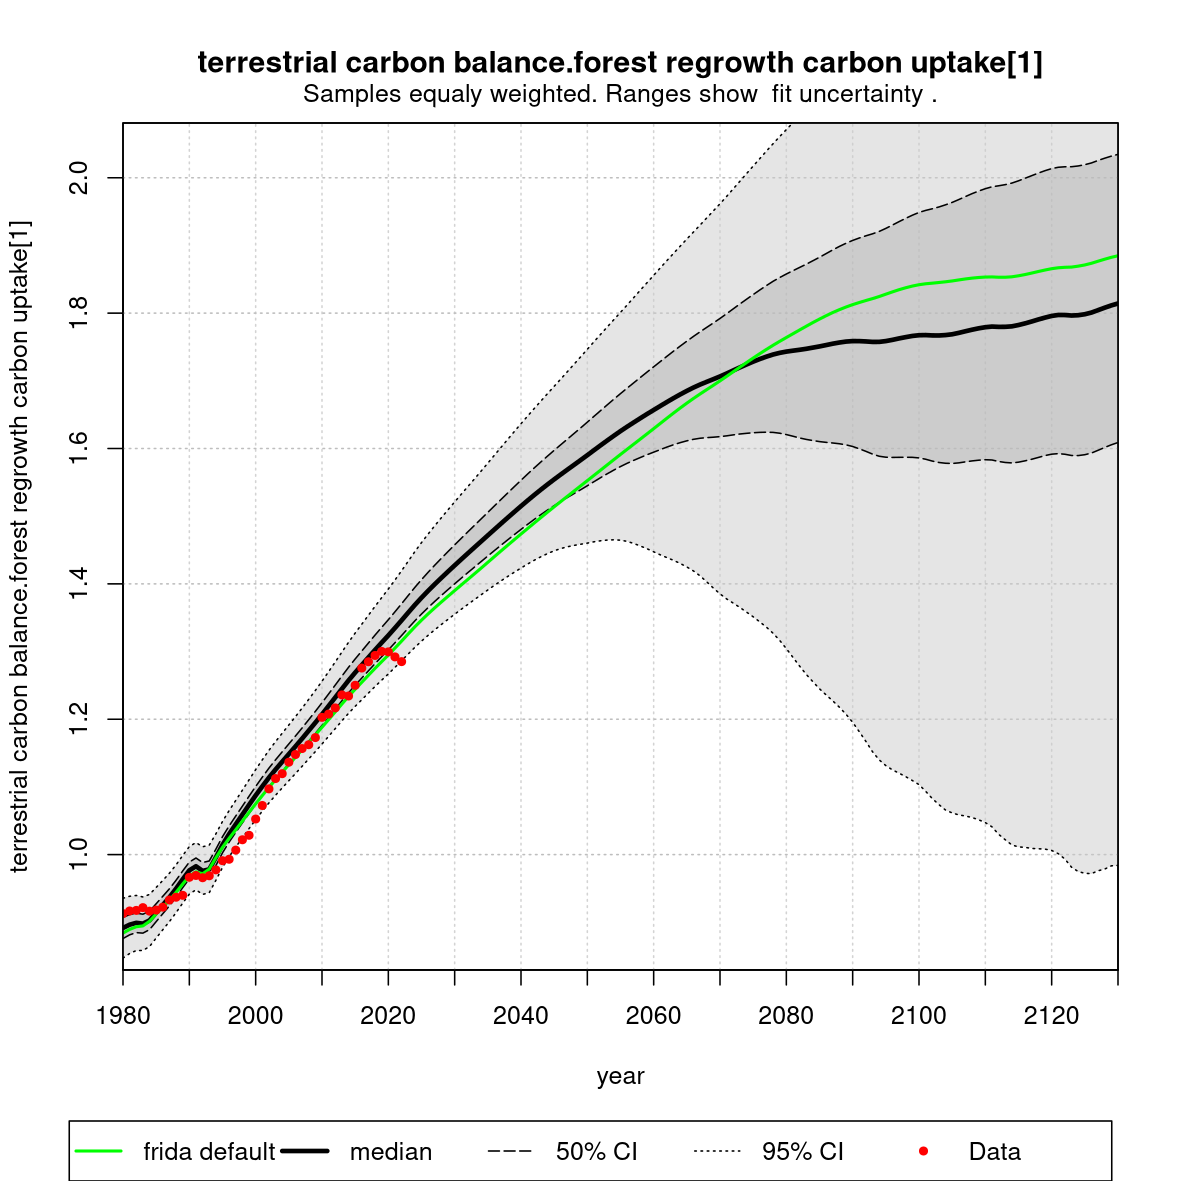 terrestrial carbon balance.forest regrowth carbon uptake[1]
Samples equaly weighted. Ranges show  fit uncertainty .
terrestrial carbon balance.forest regrowth carbon uptake[1]
2.0
1.8
1.6
1.4
1.2
1.0
1980 2000 2020 2040 2060 2080 2100 2120
year
frida default median 50% CI 95% CI Data